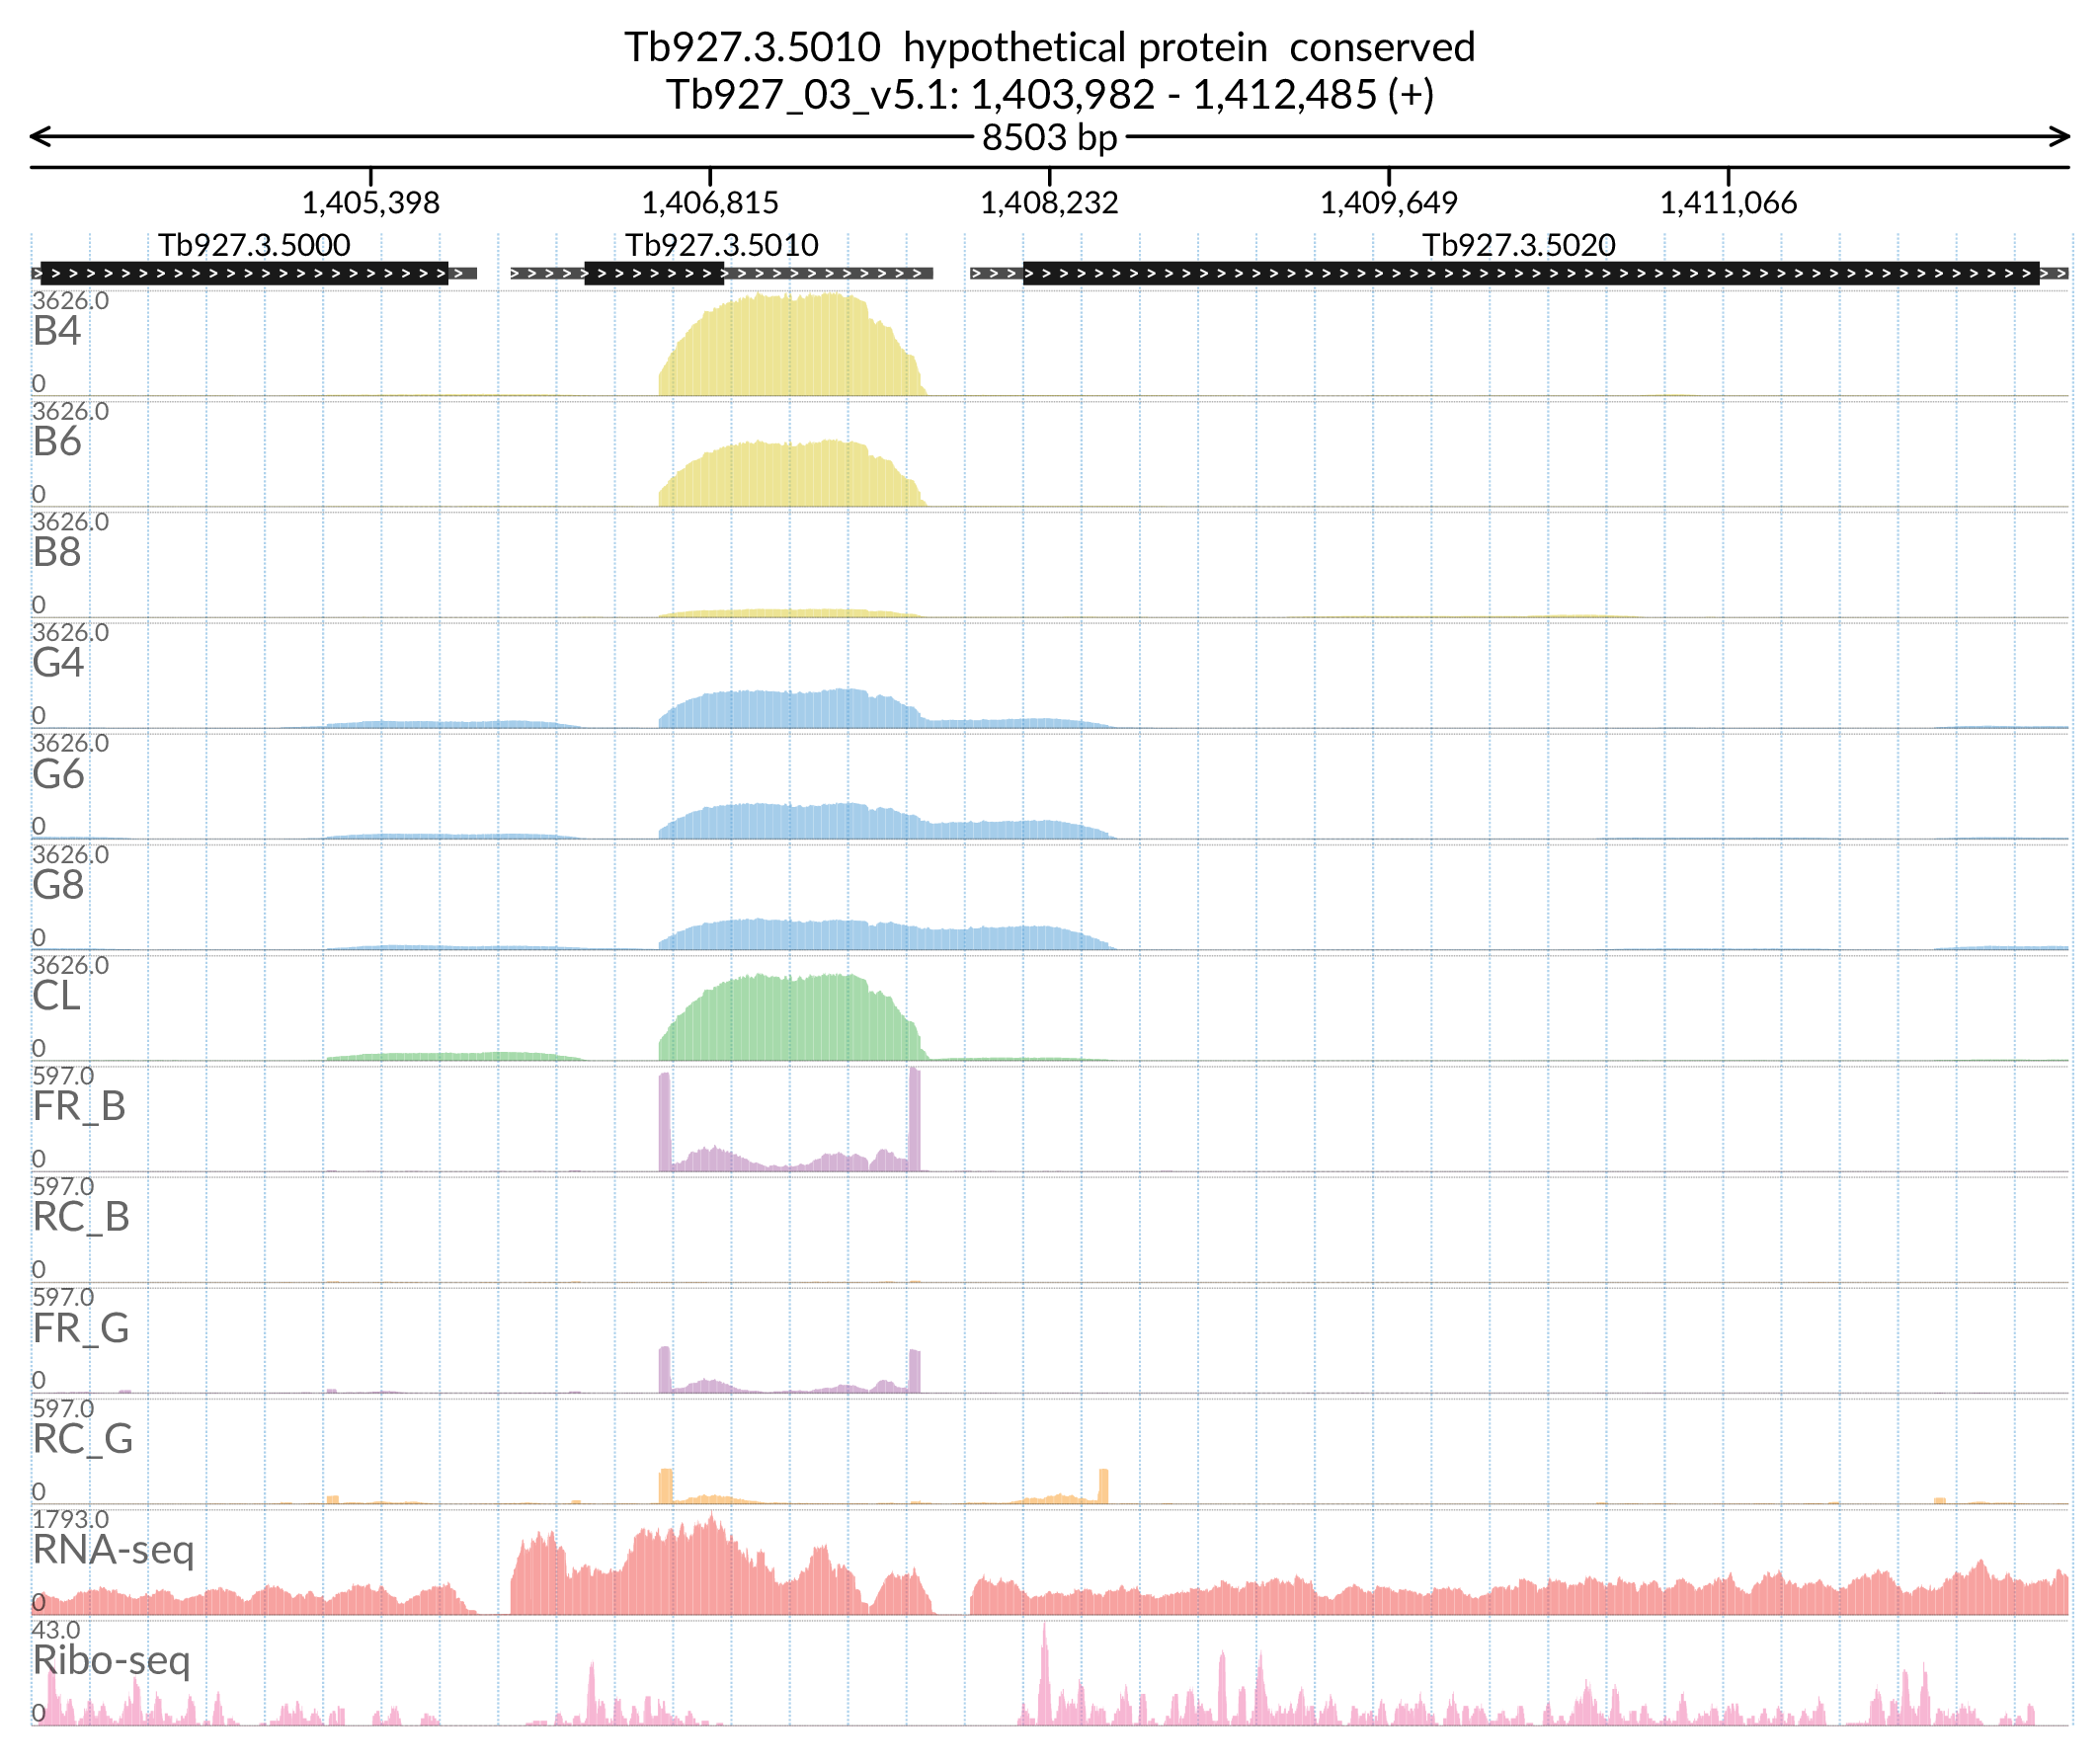 Tb927.3.5010 hypothetical protein conserved
Tb927_03_v5.1: 1,403,982 - 1,412,485 (+)
8503 bp
1,405,398 1,406,815 1,408,232 1,409,649 1,411,066
Tb927.3.5000 Tb927.3.5010 Tb927.3.5020
3626.0
B4
0
3626.0
B6
0
3626.0
B8
0
3626.0
G4
0
3626.0
G6
0
3626.0
G8
0
3626.0
CL
0
597.0
FR_B
0
597.0
RC_B
0
597.0
FR_G
0
597.0
RC_G
0
1793.0
RNA-seq
0
43.0
Ribo-seq
0